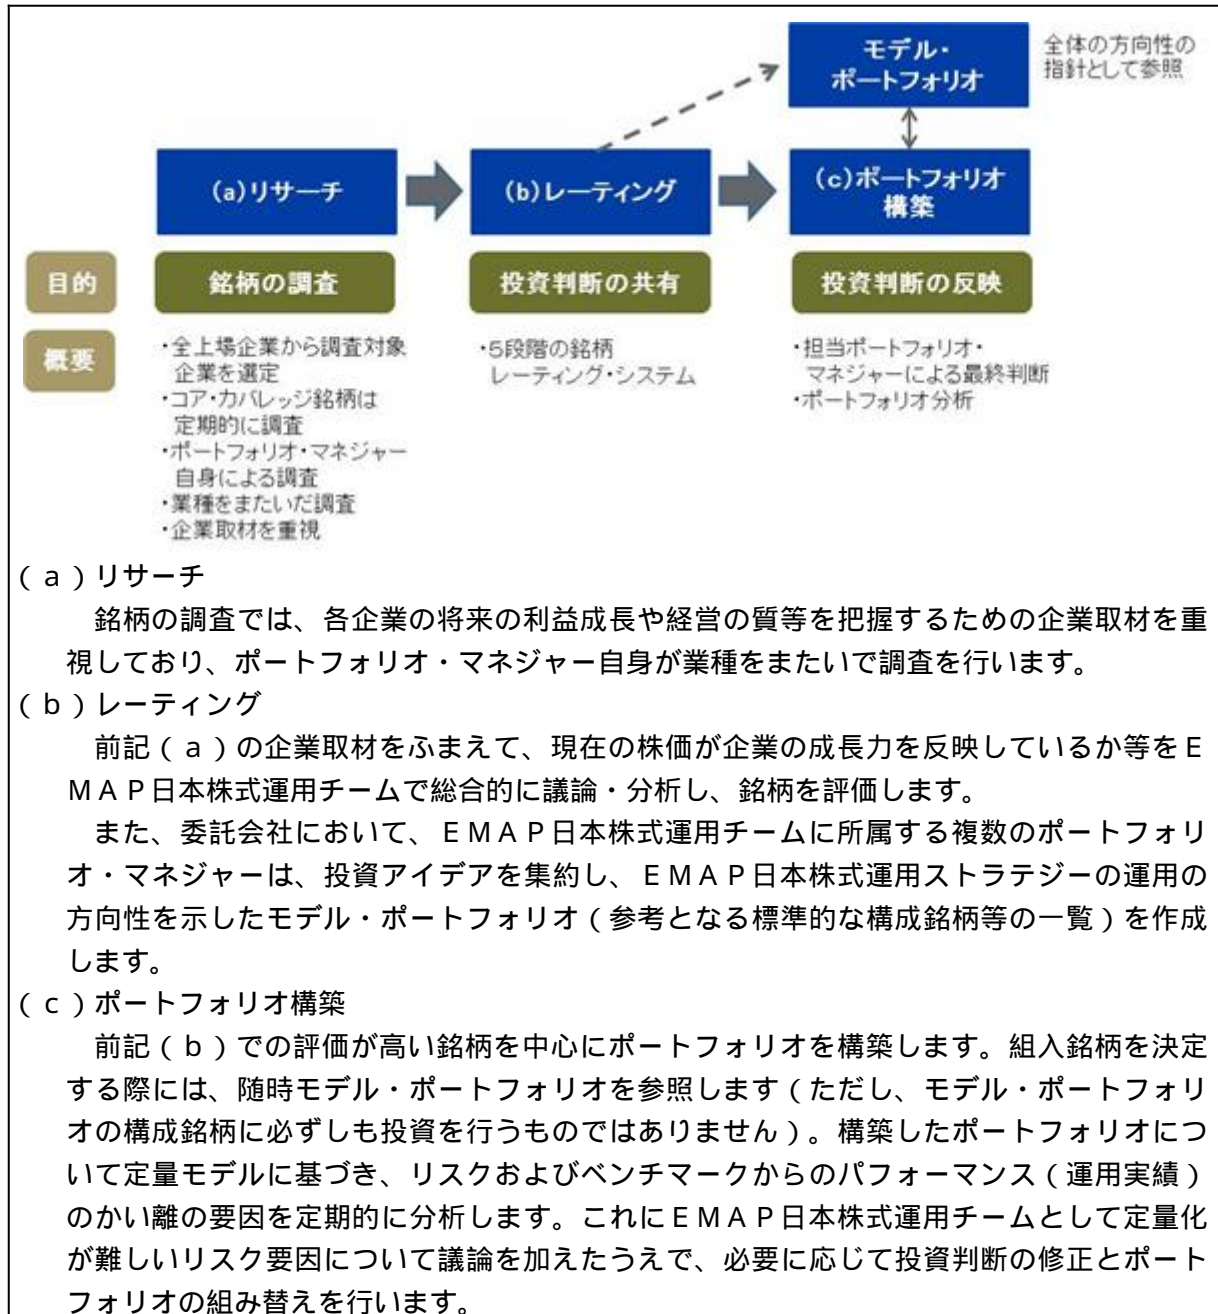 モデル・
ポートフォリオ
全体の方向性の
指針として参照
(a)リサーチ
(b)レーティング
(c)ポートフォリオ
構築
目的
銘柄の調査
投資判断の共有
投資判断の反映
概要
・全上場企業から調査対象
企業を選定
・コア・カバレッジ銘柄は
定期的に調査
・ポートフォリオ・マネジャー
自身による調査
・業種をまたいだ調査
・企業取材を重視
・5段階の銘柄
レーティング・システム
・担当ポートフォリオ・
マネジャーによる最終判断
・ポートフォリオ分析
(a)リサーチ
銘柄の調査では、各企業の将来の利益成長や経営の質等を把握するための企業取材を重
視しており、ポートフォリオ・マネジャー自身が業種をまたいで調査を行います。
(b)レーティング
前記(a)の企業取材をふまえて、現在の株価が企業の成長力を反映しているか等をE
MAP日本株式運用チームで総合的に議論・分析し、銘柄を評価します。
また、委託会社において、EMAP日本株式運用チームに所属する複数のポートフォリ
オ・マネジャーは、投資アイデアを集約し、EMAP日本株式運用ストラテジーの運用の
方向性を示したモデル・ポートフォリオ(参考となる標準的な構成銘柄等の一覧)を作成
します。
(c)ポートフォリオ構築
前記(b)での評価が高い銘柄を中心にポートフォリオを構築します。組入銘柄を決定
する際には、随時モデル・ポートフォリオを参照します(ただし、モデル・ポートフォリ
オの構成銘柄に必ずしも投資を行うものではありません)。構築したポートフォリオにつ
いて定量モデルに基づき、リスクおよびベンチマークからのパフォーマンス(運用実績)
のかい離の要因を定期的に分析します。これにEMAP日本株式運用チームとして定量化
が難しいリスク要因について議論を加えたうえで、必要に応じて投資判断の修正とポート
フォリオの組み替えを行います。